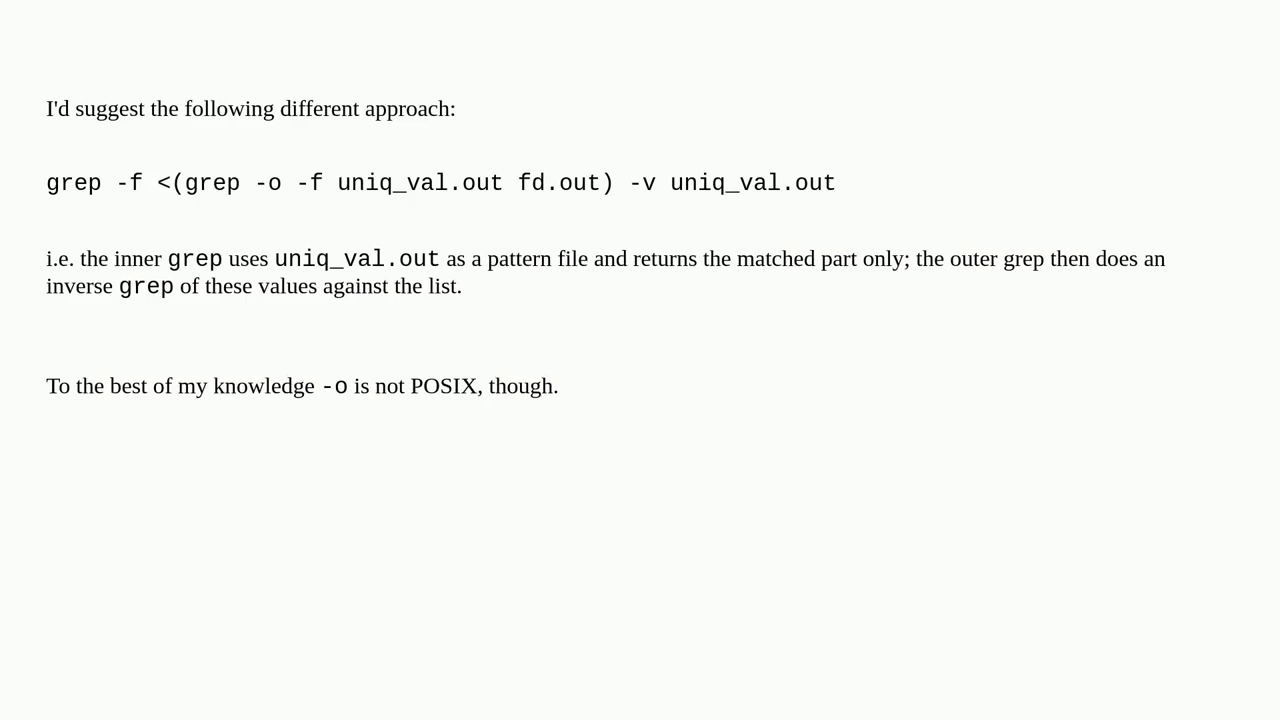 I'd suggest the following different approach:
grep -f <(grep -o -f uniq_val.out fd.out) -v uniq_val.out
i.e. the inner grep uses uniq_val.out as a pattern file and returns the matched part only; the outer grep then does an
inverse grep of these values against the list.
To the best of my knowledge -o is not POSIX, though.